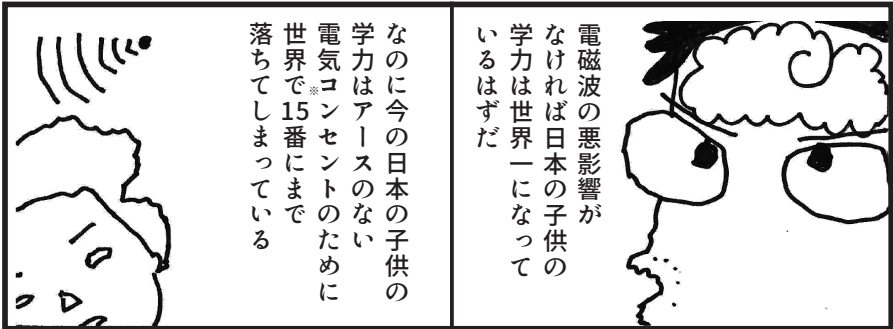 電磁波の悪影響が
なければ日本の子供の
学力は世界一になって
いるはずだ
なのに今の日本の子供の
学力はアースのない
電気コンセントのために
※
世界で15番にまで
落ちてしまっている